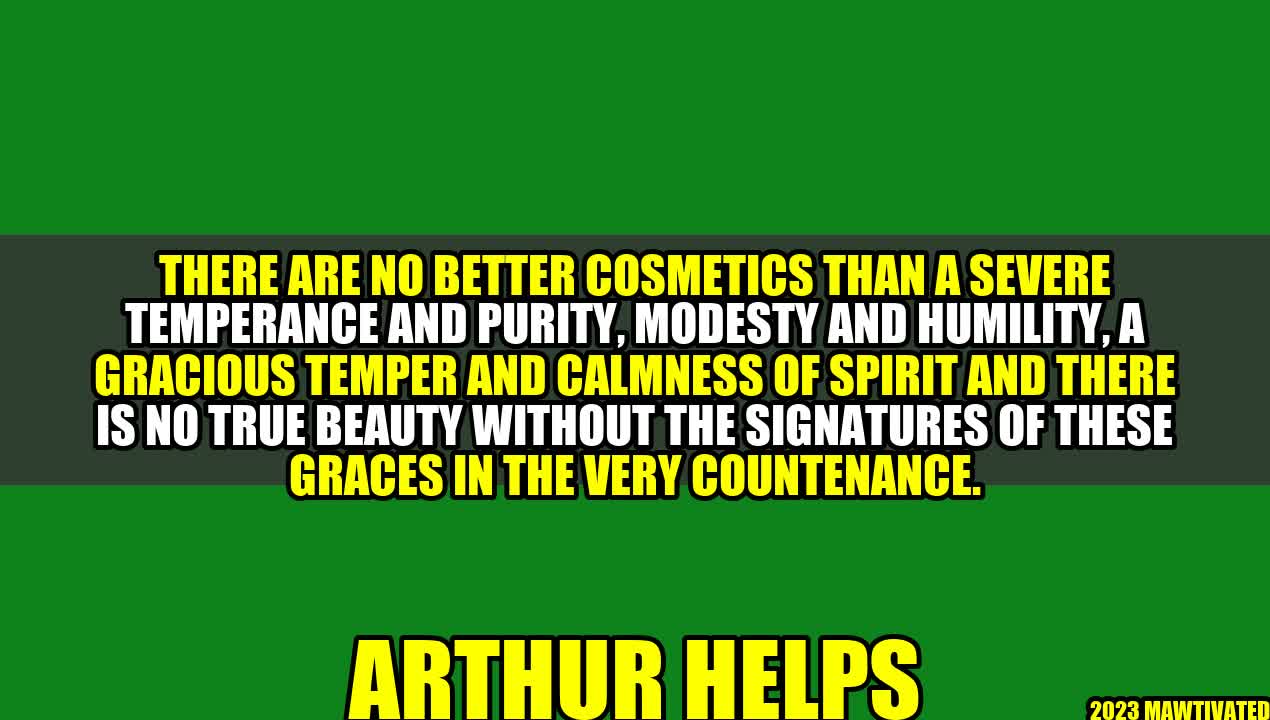 THERE ARE NO BETTER COSMETICS THAN A SEVERE
TEMPERANCE AND PURITY, MODESTY AND HUMILITY, A
GRACIOUS TEMPER AND CALMNESS OF SPIRIT AND THERE
IS NO TRUE BEAUTY WITHOUT THE SIGNATURES OF THESE
GRACES IN THE VERY COUNTENANCE.
ARTHUR HELPS
2023 MAWTIVATED